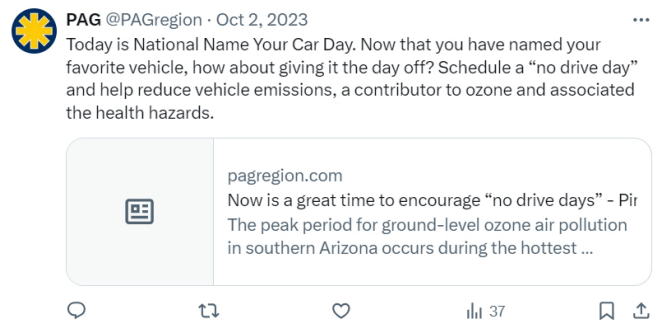 PAG @PAGregion · Oct 2, 2023
Today is National Name Your Car Day. Now that you have named your
favorite vehicle, how about giving it the day off? Schedule a “no drive day”
and help reduce vehicle emissions, a contributor to ozone and associated
the health hazards.
pagregion.com
Now is a great time to encourage “no drive days” - Pir
The peak period for ground-level ozone air pollution
in southern Arizona occurs during the hottest ...
37